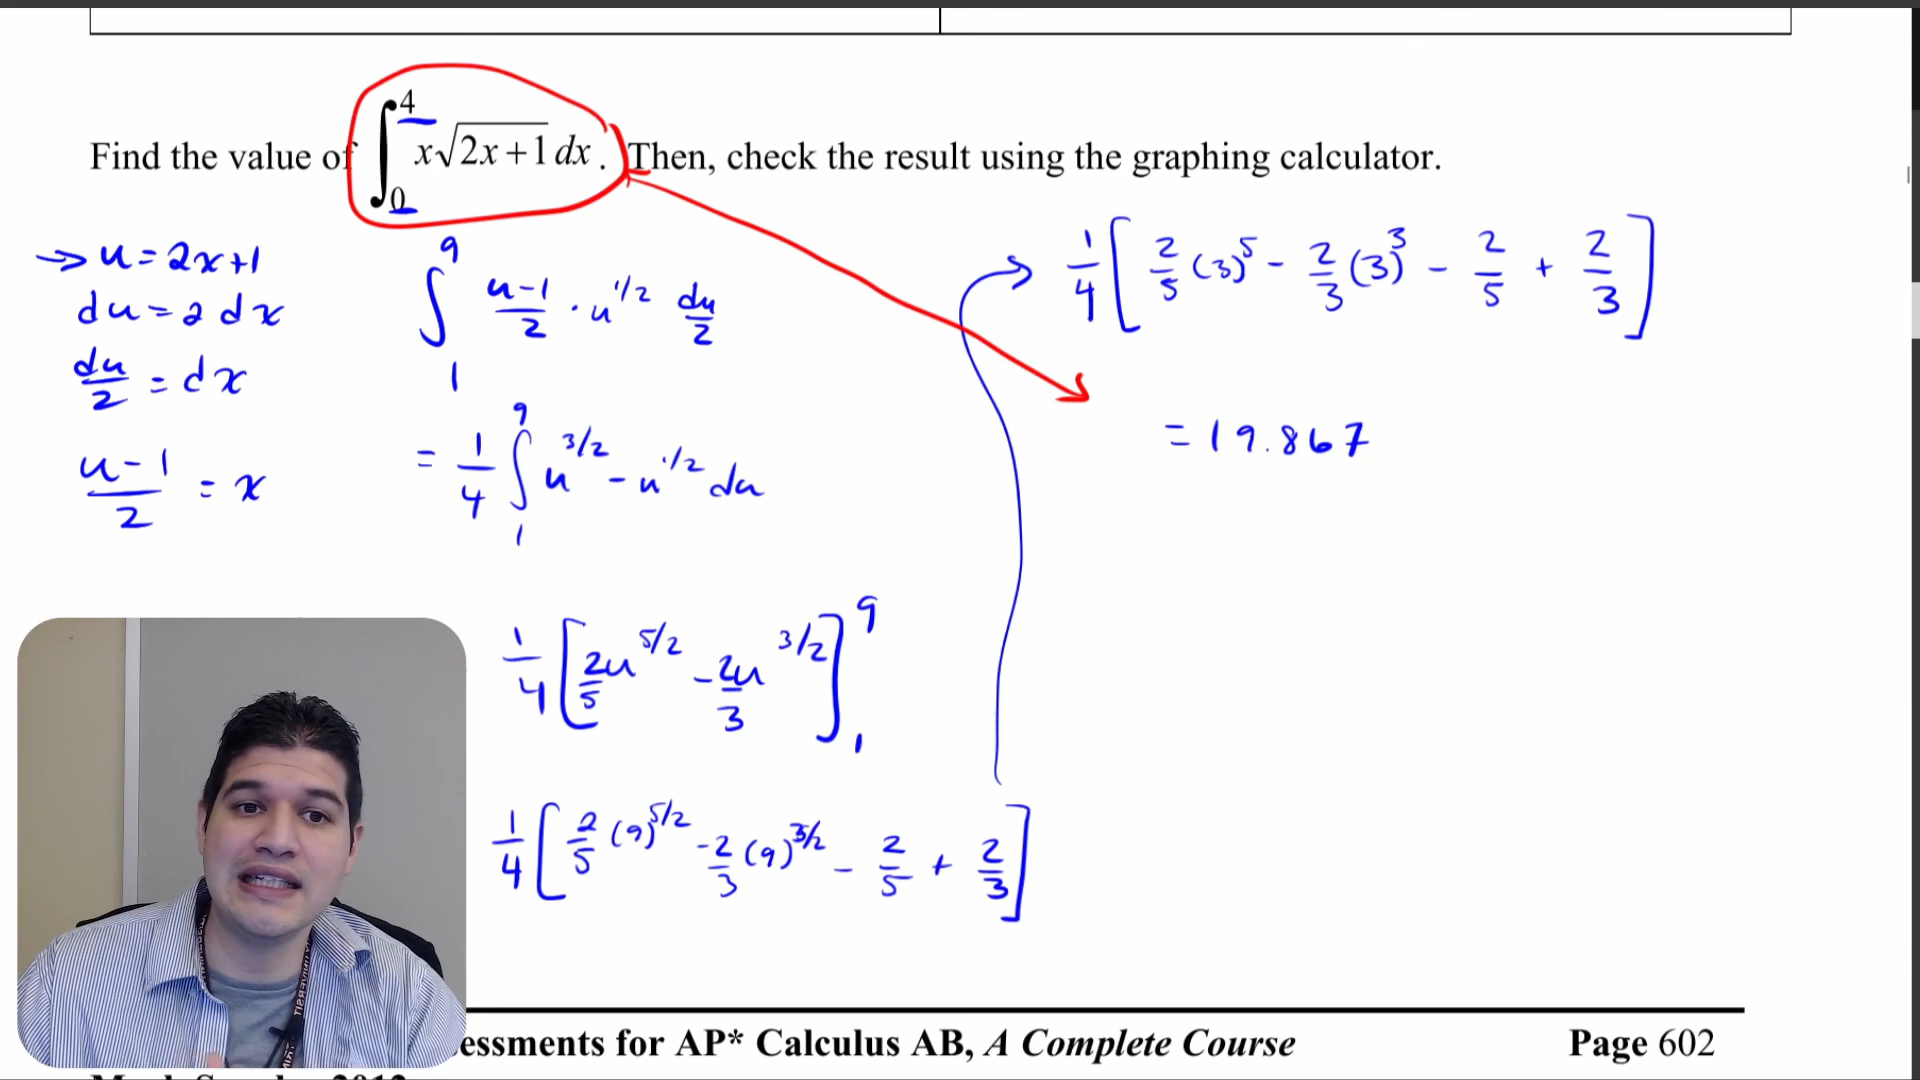 Find the value of ∫₀⁴ x√(2x+1) dx. Then, check the result using the graphing calculator.
→ u = 2x+1
du = 2 dx
du/2 = dx
(u-1)/2 = x
∫₁⁹ (u-1)/2 · u^(1/2) du/2
= 1/4 ∫₁⁹ u^(3/2) - u^(1/2) du
1/4 [2u/5^(5/2) - 2u/3^(3/2)]₁⁹
1/4 [2/5 (9)^(5/2) - 2/3 (9)^(3/2) - 2/5 + 2/3]
1/4 [2/5 (3)^5 - 2/3 (3)^3 - 2/5 + 2/3]
= 19.867
essments for AP* Calculus AB, A Complete Course
Page 602